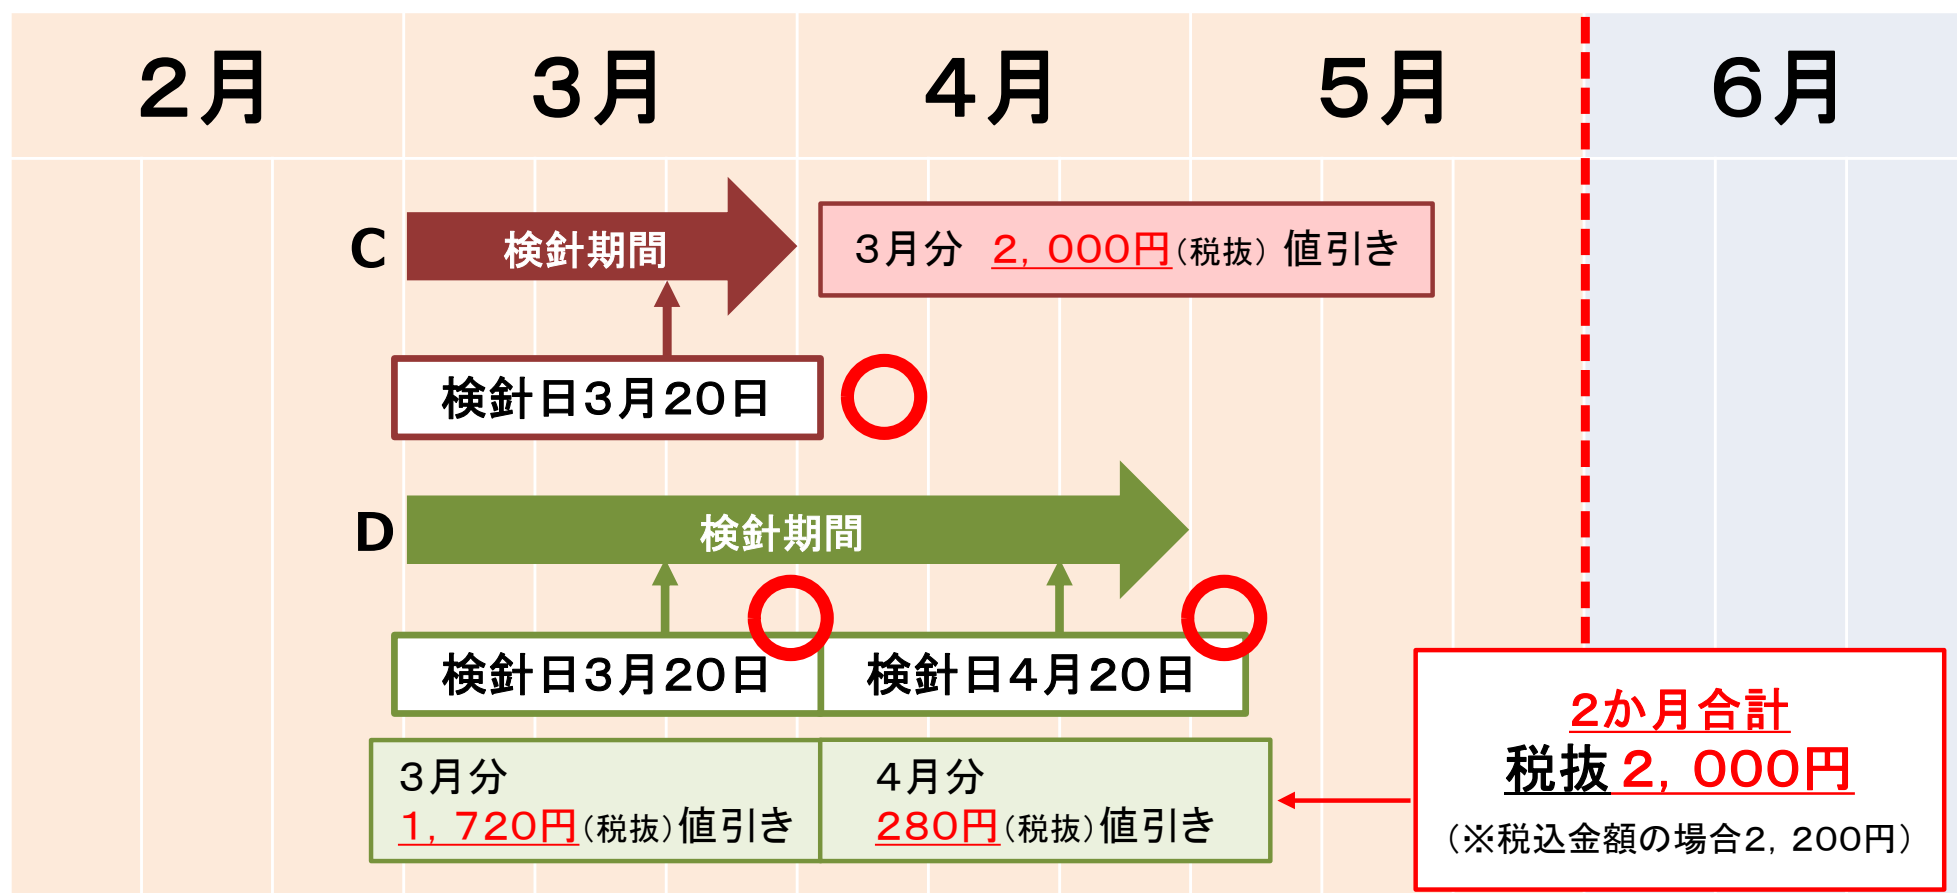 2月 3月 4月 5月 6月
C 検針期間 3月分 2,000円(税抜) 値引き
検針日3月20日
D 検針期間
検針日3月20日 検針日4月20日
3月分 4月分
1,720円(税抜)値引き 280円(税抜)値引き
2か月合計
税抜2,000円
(※税込金額の場合2,200円)